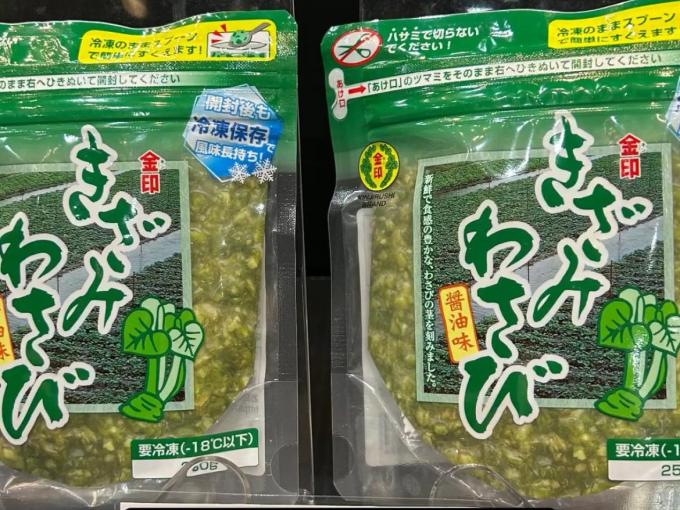 冷凍のままスプーン
で簡単にすくえます!
のままスプーン
で簡単にすくえます!
ハサミで切らない
でください!
ツマミをそのまま右へひきぬいて開封してください
あけ口
「あけ口」のツマミをそのまま右へひきぬいて開封してください
開封後も
冷凍保存で
風味長持ち!
金印
きざみ
わさび
醤油味
要冷凍(-18℃以下)
金印
KINJIRUSHI
BRAND
新鮮で食感の豊かな、わさびの茎を刻みました。
金印
きざみ
わさび
醤油味
要冷凍(-1
25